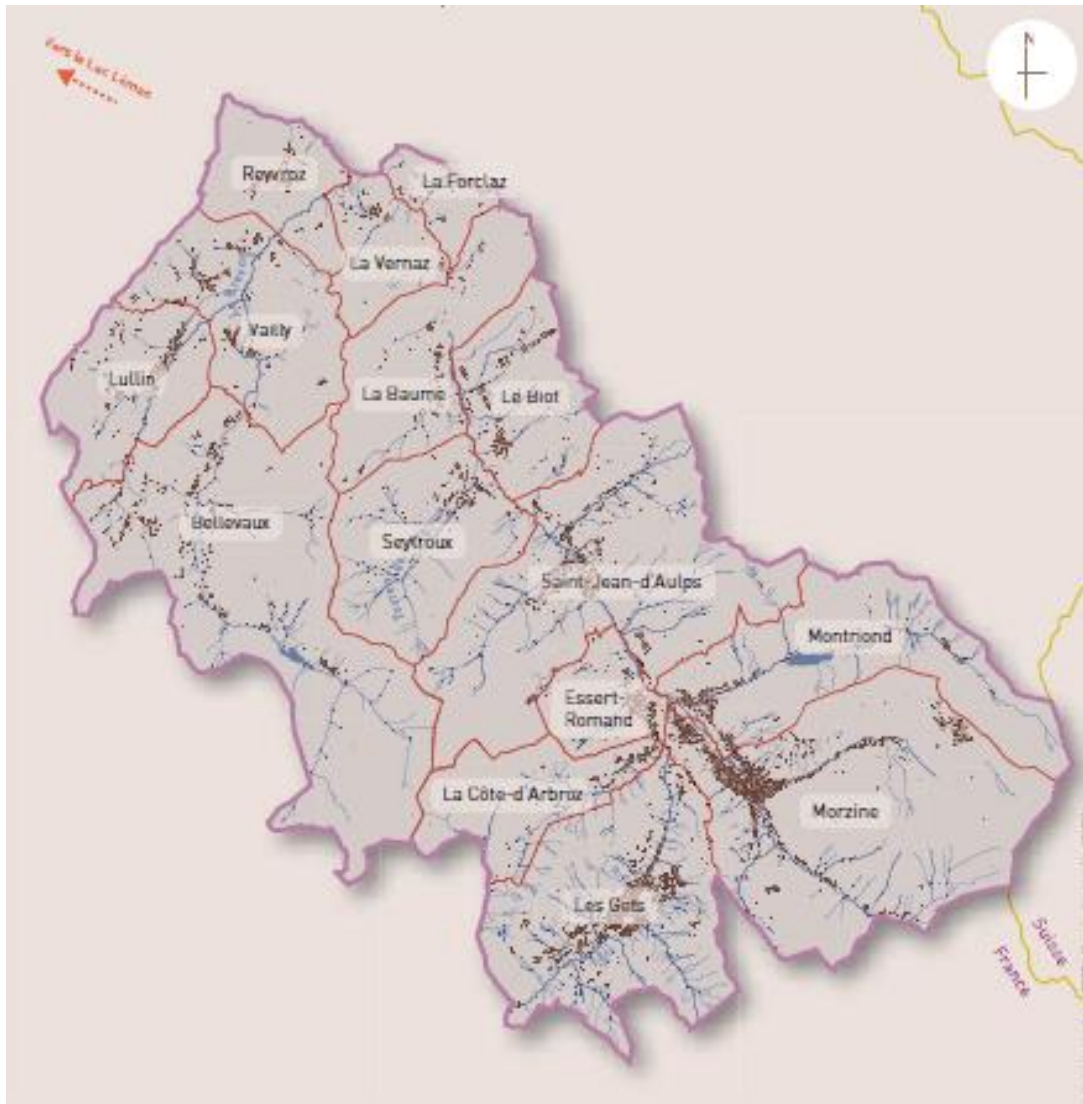 N
Vers le Lac Léman
Reyvroz
La Forclaz
La Vernaz
Vailly
Lullin
La Baume
Le Biot
Bellevaux
Seytroux
Saint-Jean-d'Aulps
Montriond
Essert-
Romand
La Côte-d'Arbroz
Morzine
Les Gets
Suisse
France